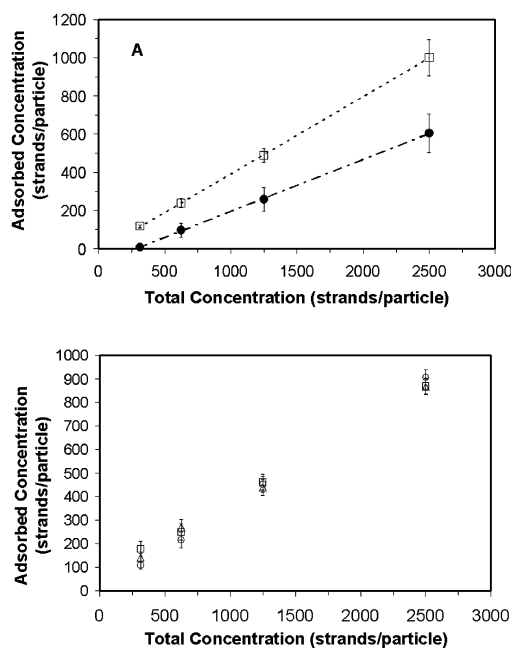 1200
A
1000
800
600
400
200
0
Adsorbed Concentration
(strands/particle)
0 500 1000 1500 2000 2500 3000
Total Concentration (strands/particle)
1000
900
800
700
600
500
400
300
200
100
0
Adsorbed Concentration
(strands/particle)
0 500 1000 1500 2000 2500 3000
Total Concentration (strands/particle)